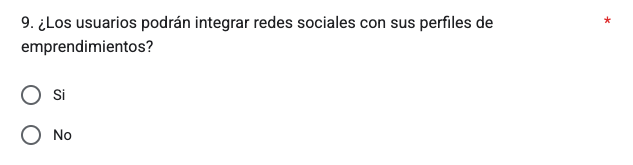 9. ¿Los usuarios podrán integrar redes sociales con sus perfiles de *
emprendimientos?
Si
No